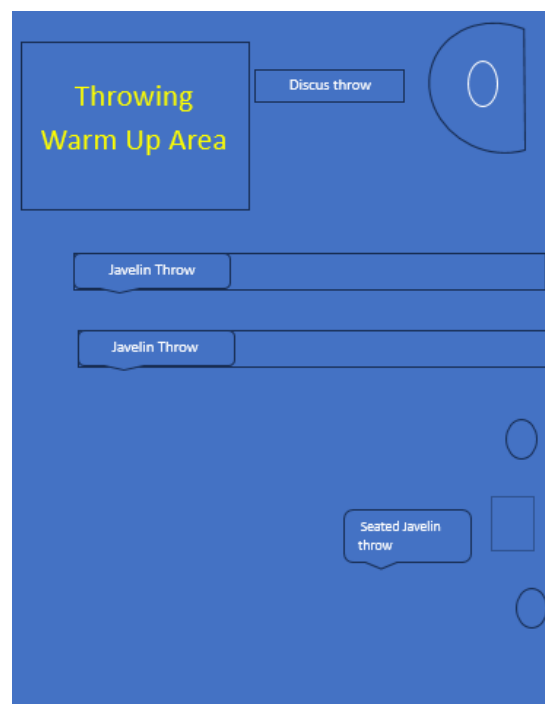 Throwing
Warm Up Area
Discus throw
Javelin Throw
Javelin Throw
Seated Javelin
throw